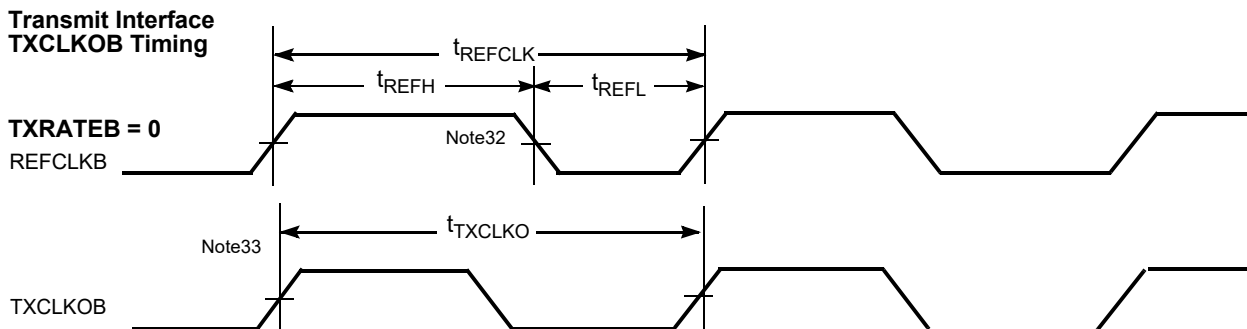 Transmit Interface
TXCLKOB Timing
tREFCLK
tREFH
tREFL
TXRATEB = 0
REFCLKB
Note32
tTXCLKO
Note33
TXCLKOB